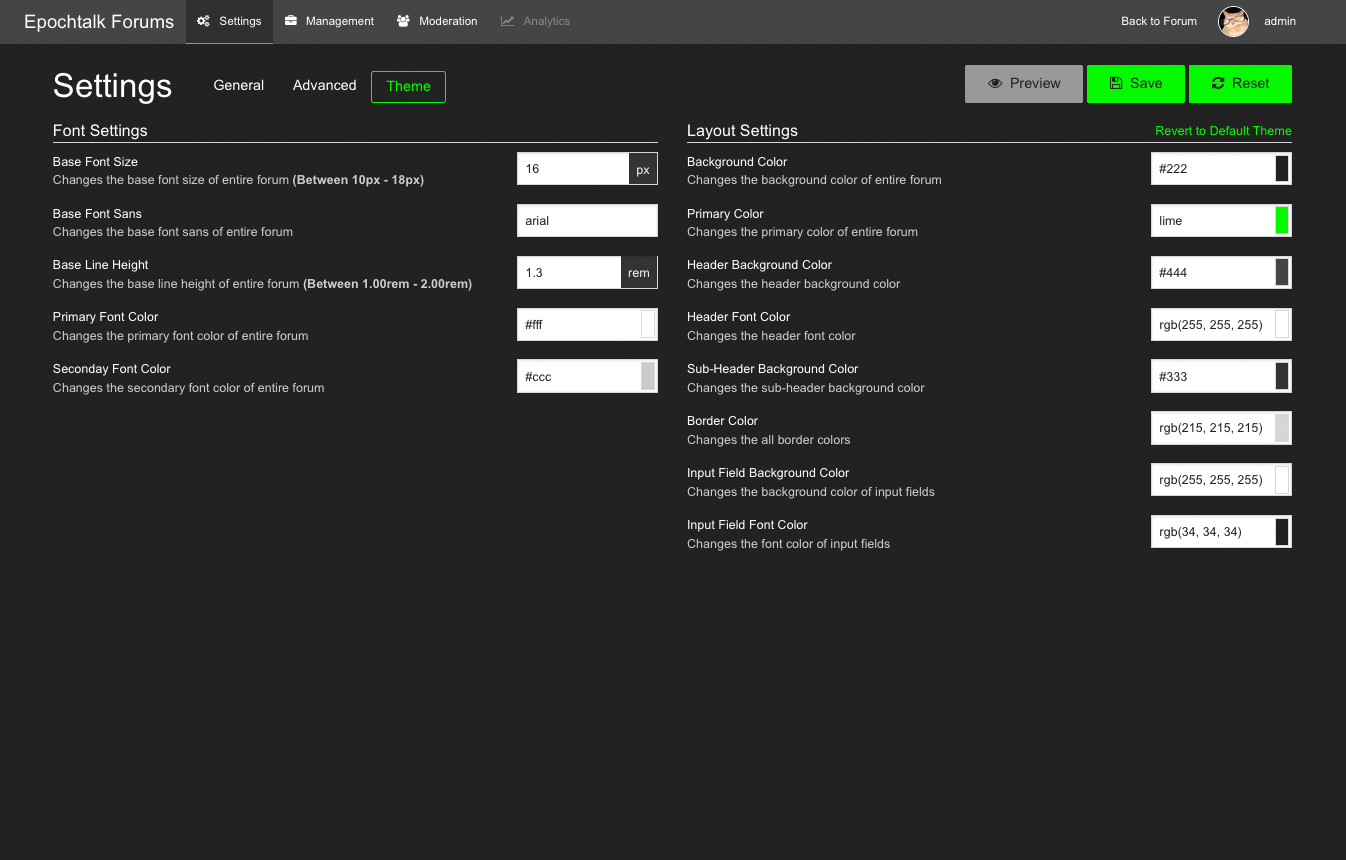 Epochtalk Forums Settings Management Moderation Analytics Back to Forum admin
Settings General Advanced Theme Preview Save Reset
Font Settings
Base Font Size
Changes the base font size of entire forum (Between 10px - 18px)
16 px
Base Font Sans
Changes the base font sans of entire forum
arial
Base Line Height
Changes the base line height of entire forum (Between 1.00rem - 2.00rem)
1.3 rem
Primary Font Color
Changes the primary font color of entire forum
#fff
Seconday Font Color
Changes the secondary font color of entire forum
#ccc
Layout Settings Revert to Default Theme
Background Color
Changes the background color of entire forum
#222
Primary Color
Changes the primary color of entire forum
lime
Header Background Color
Changes the header background color
#444
Header Font Color
Changes the header font color
rgb(255, 255, 255)
Sub-Header Background Color
Changes the sub-header background color
#333
Border Color
Changes the all border colors
rgb(215, 215, 215)
Input Field Background Color
Changes the background color of input fields
rgb(255, 255, 255)
Input Field Font Color
Changes the font color of input fields
rgb(34, 34, 34)